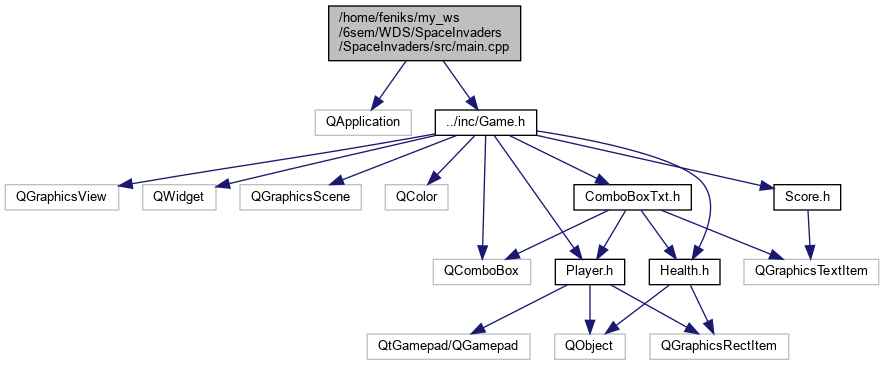 /home/feniks/my_ws
/6sem/WDS/SpaceInvaders
/SpaceInvaders/src/main.cpp
QApplication
../inc/Game.h
QGraphicsView
QWidget
QGraphicsScene
QColor
ComboBoxTxt.h
Score.h
QComboBox
Player.h
Health.h
QGraphicsTextItem
QtGamepad/QGamepad
QObject
QGraphicsRectItem